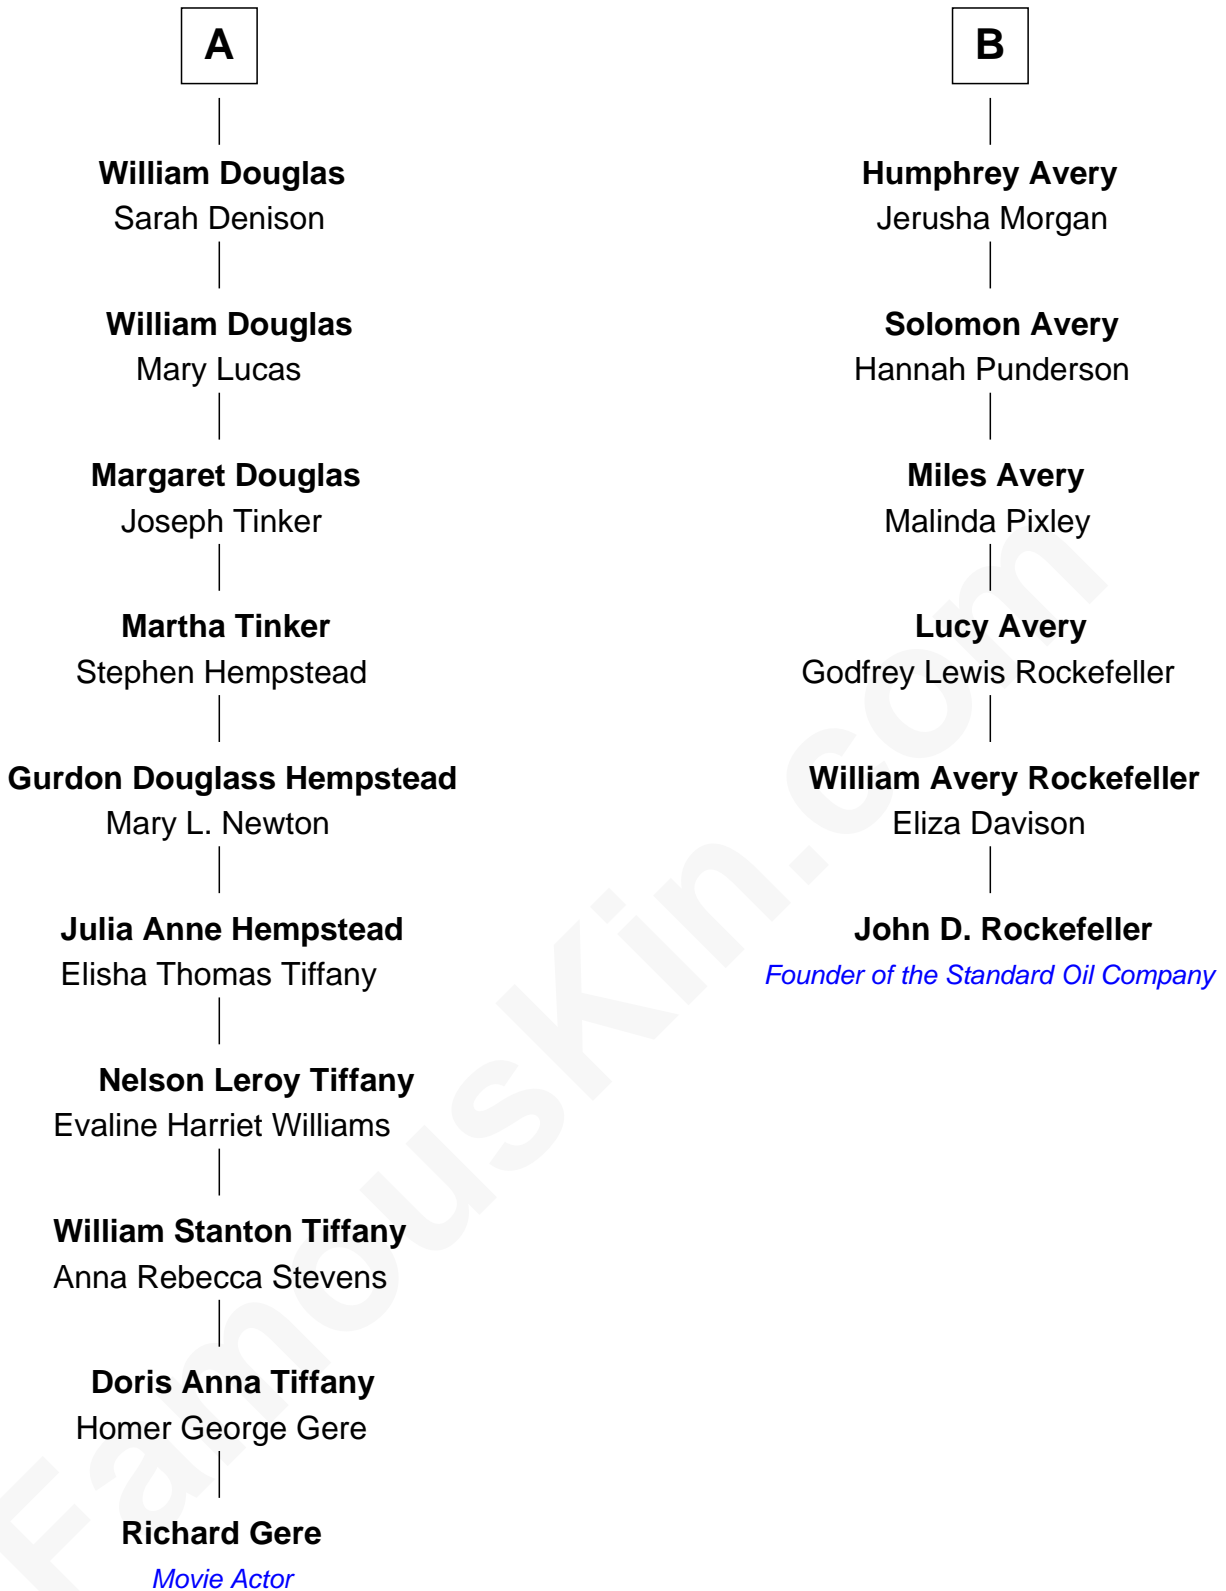 A
William Douglas
Sarah Denison
William Douglas
Mary Lucas
Margaret Douglas
Joseph Tinker
Martha Tinker
Stephen Hempstead
Gurdon Douglass Hempstead
Mary L. Newton
Julia Anne Hempstead
Elisha Thomas Tiffany
Nelson Leroy Tiffany
Evaline Harriet Williams
William Stanton Tiffany
Anna Rebecca Stevens
Doris Anna Tiffany
Homer George Gere
Richard Gere
Movie Actor
B
Humphrey Avery
Jerusha Morgan
Solomon Avery
Hannah Punderson
Miles Avery
Malinda Pixley
Lucy Avery
Godfrey Lewis Rockefeller
William Avery Rockefeller
Eliza Davison
John D. Rockefeller
Founder of the Standard Oil Company
FamousKin.com